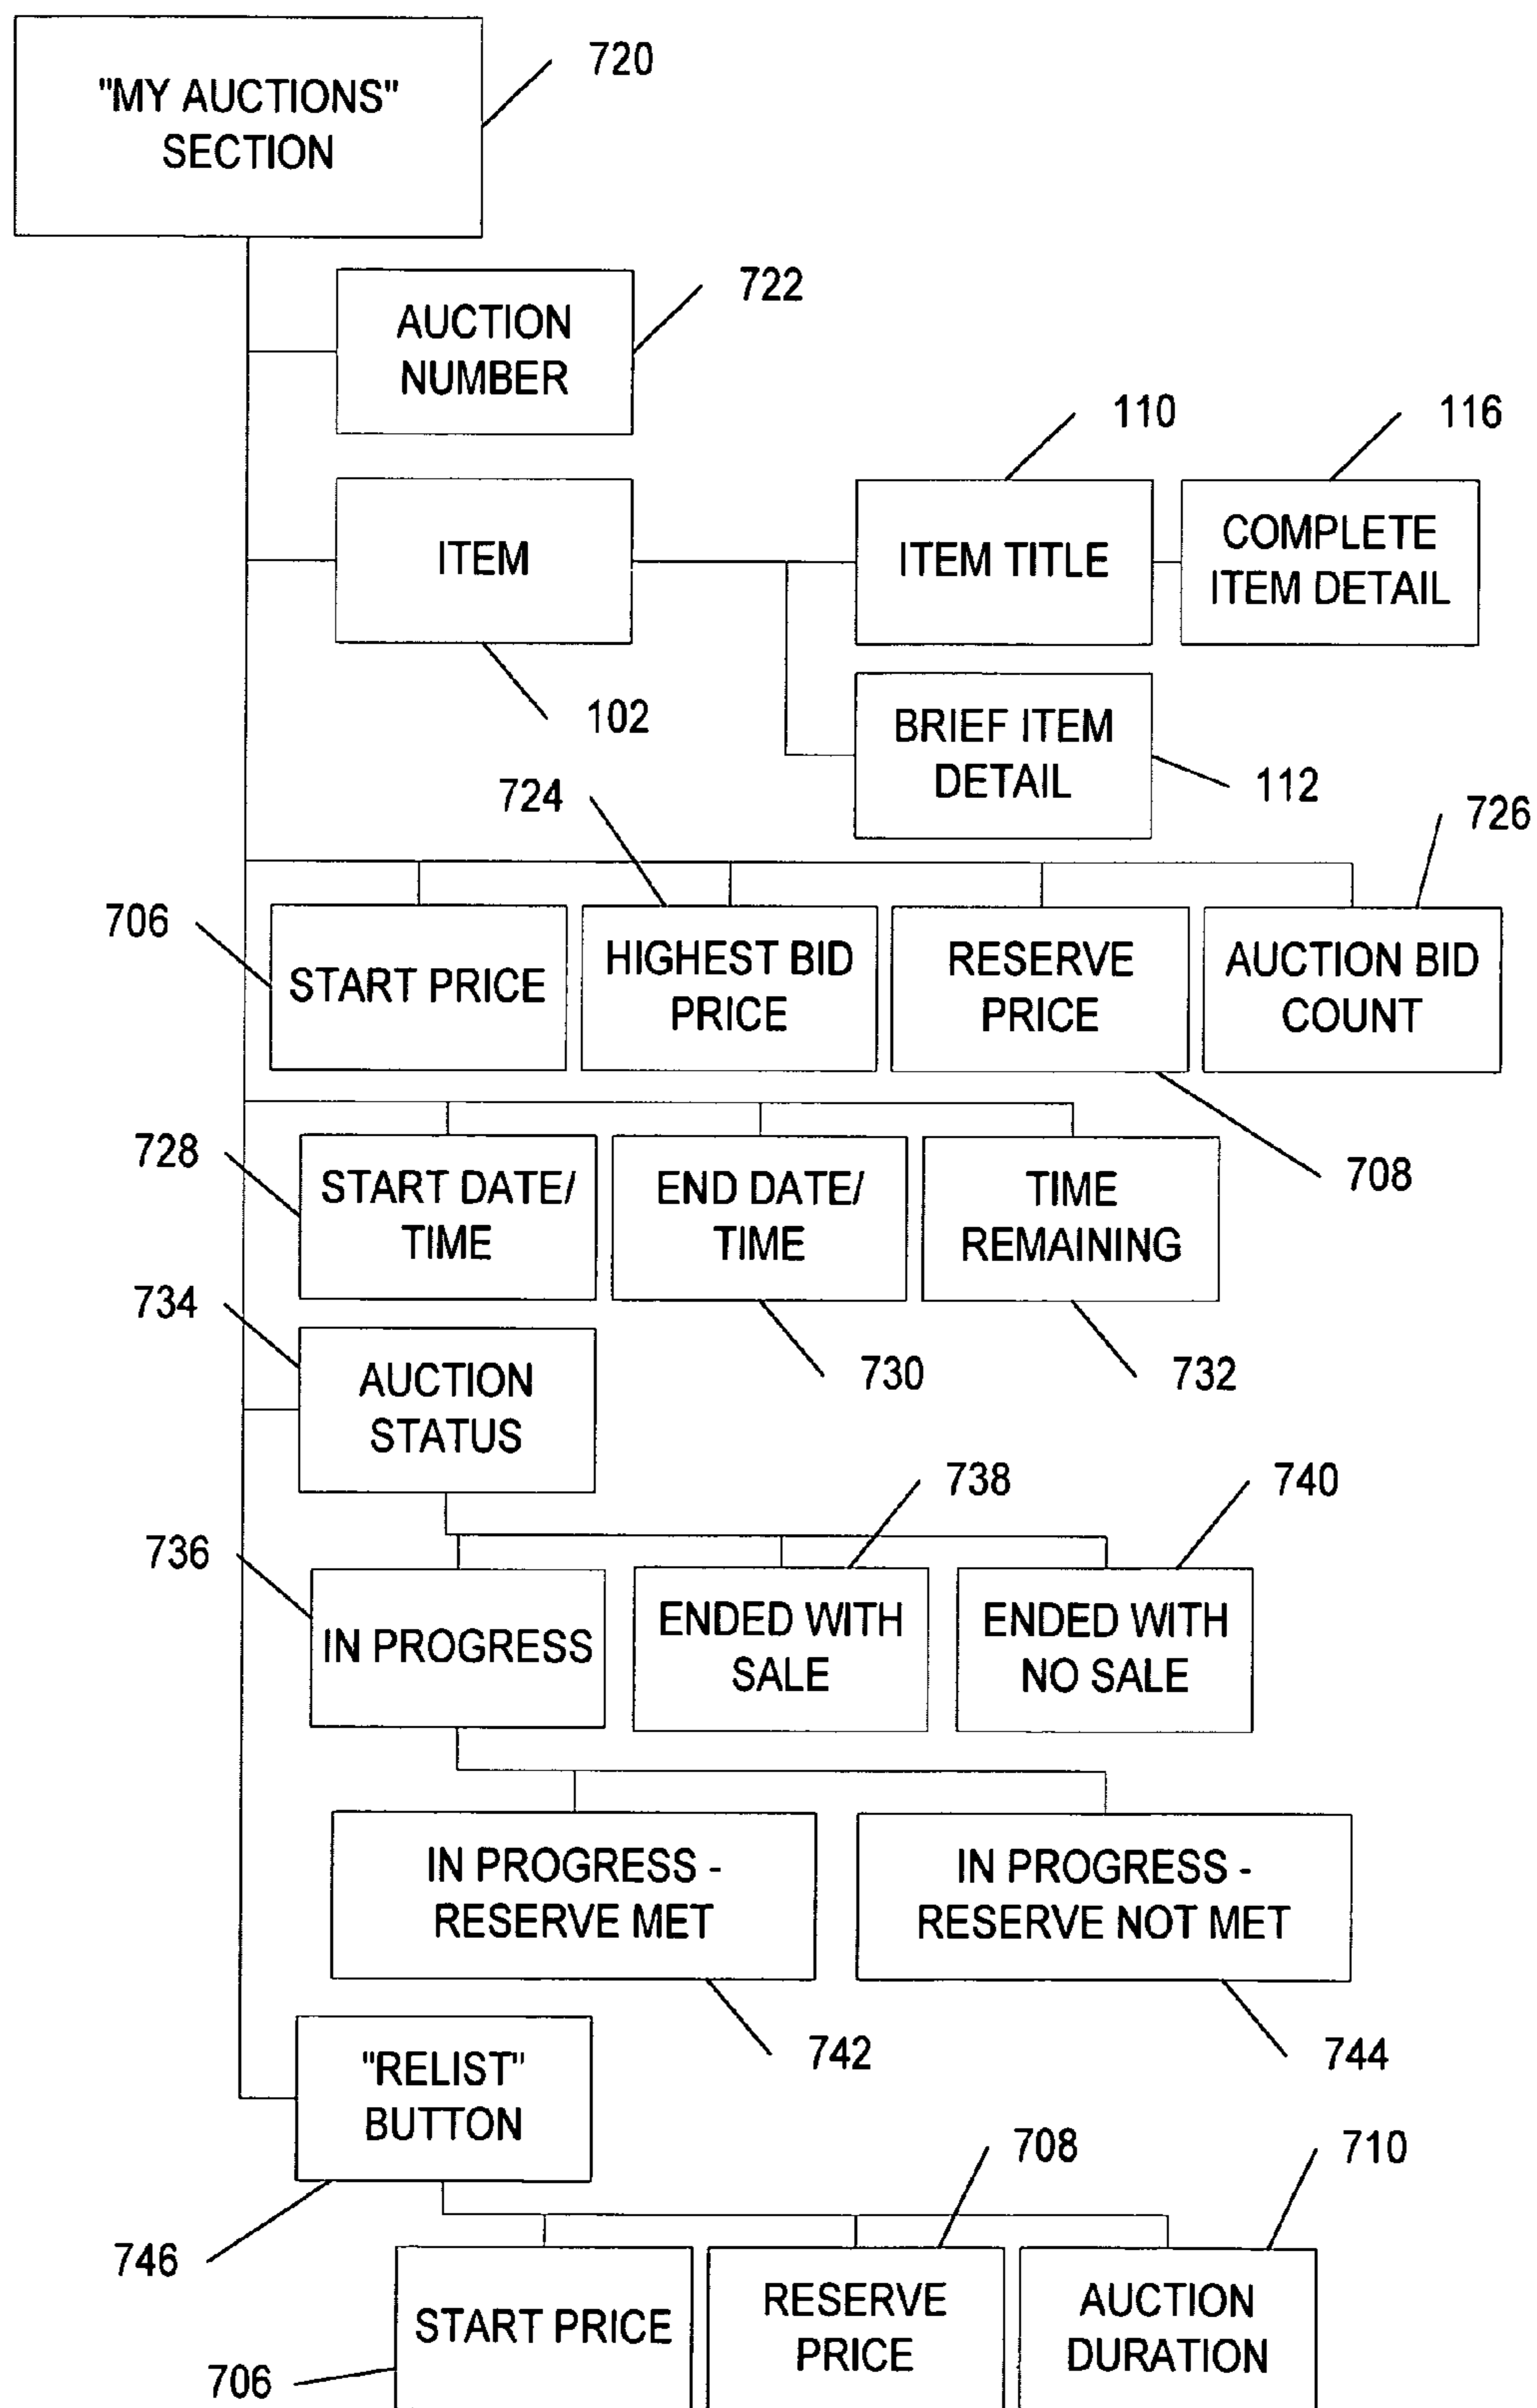 "MY AUCTIONS"
SECTION
720
AUCTION
NUMBER
722
ITEM
102
ITEM TITLE
110
COMPLETE
ITEM DETAIL
116
BRIEF ITEM
DETAIL
112
START PRICE
706
HIGHEST BID
PRICE
724
RESERVE
PRICE
708
AUCTION BID
COUNT
726
START DATE/
TIME
728
END DATE/
TIME
730
TIME
REMAINING
732
AUCTION
STATUS
734
IN PROGRESS
736
ENDED WITH
SALE
738
ENDED WITH
NO SALE
740
IN PROGRESS -
RESERVE MET
742
IN PROGRESS -
RESERVE NOT MET
744
"RELIST"
BUTTON
746
START PRICE
706
RESERVE
PRICE
708
AUCTION
DURATION
710